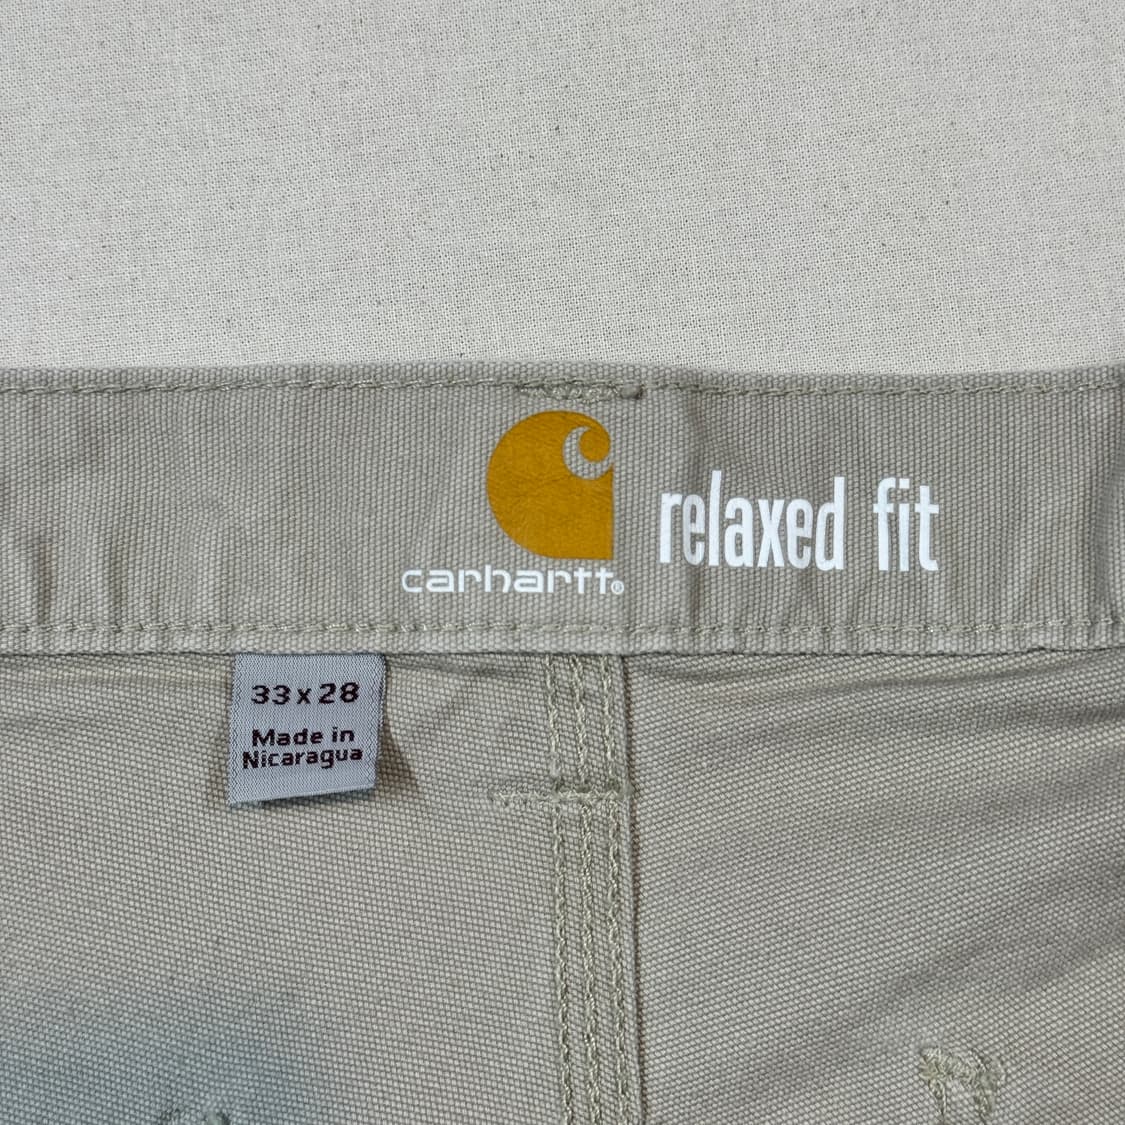 relaxed fit
carhartt®
33 x 28
Made in
Nicaragua